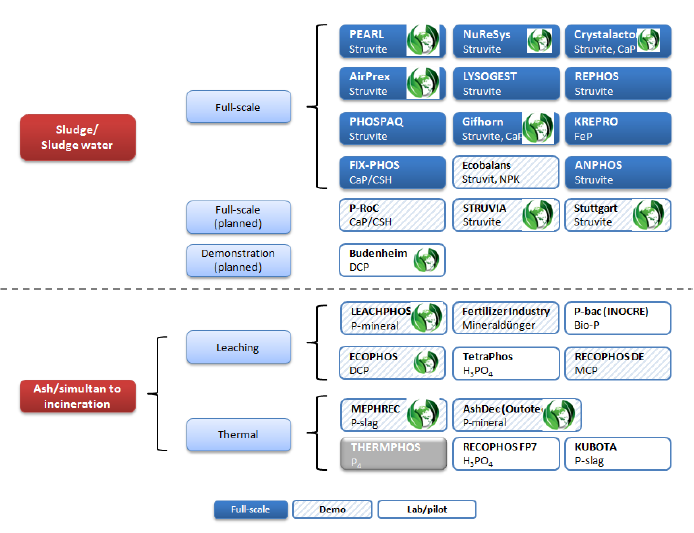 PEARL
Struvite
NuReSys
Struvite
Crystalacto
Struvite, CaP
AirPrex
Struvite
LYSOGEST
Struvite
REPHOS
Struvite
Full-scale
Sludge/
Sludge water
PHOSPAQ
Struvite
Gifhorn
Struvite, CaP
KREPRO
FeP
FIX-PHOS
CaP/CSH
Ecobalans
Struvit, NPK
ANPHOS
Struvite
Full-scale
(planned)
P-RoC
CaP/CSH
STRUVIA
Struvite
Stuttgart
Struvite
Demonstration
(planned)
Budenheim
DCP
LEACHPHOS
P-mineral
Fertilizer Industry
Mineraldünger
P-bac (INOCRE)
Bio-P
Leaching
ECOPHOS
DCP
TetraPhos
H₃PO₄
RECOPHOS DE
MCP
Ash/simultan to
incineration
MEPHREC
P-slag
AshDec (Outotec
P-mineral
Thermal
THERMPHOS
P₄
RECOPHOS FP7
H₃PO₄
KUBOTA
P-slag
Full-scale
Demo
Lab/pilot